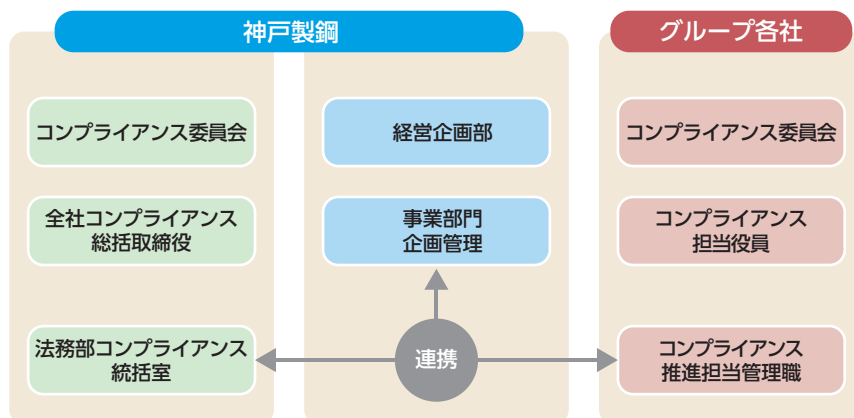 神戸製鋼
グループ各社
コンプライアンス委員会
経営企画部
コンプライアンス委員会
全社コンプライアンス
総括取締役
事業部門
企画管理
コンプライアンス
担当役員
法務部コンプライアンス
統括室
連携
コンプライアンス
推進担当管理職